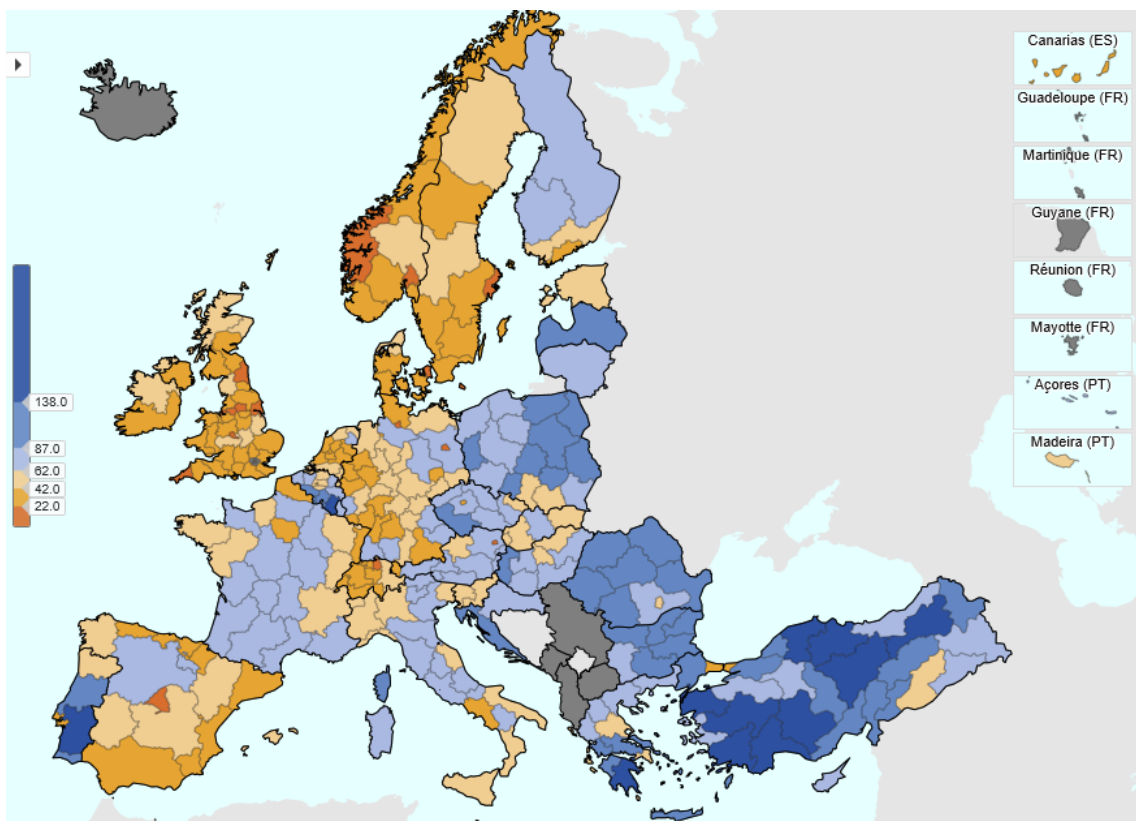 Canarias (ES)
Guadeloupe (FR)
Martinique (FR)
Guyane (FR)
Réunion (FR)
Mayotte (FR)
Açores (PT)
Madeira (PT)
138.0
87.0
62.0
42.0
22.0